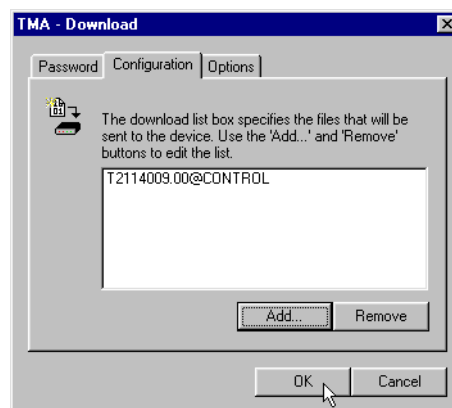 TMA - Download
Password Configuration Options
The download list box specifies the files that will be
sent to the device. Use the 'Add...' and 'Remove'
buttons to edit the list.
T2114009.00@CONTROL
Add... Remove
OK Cancel